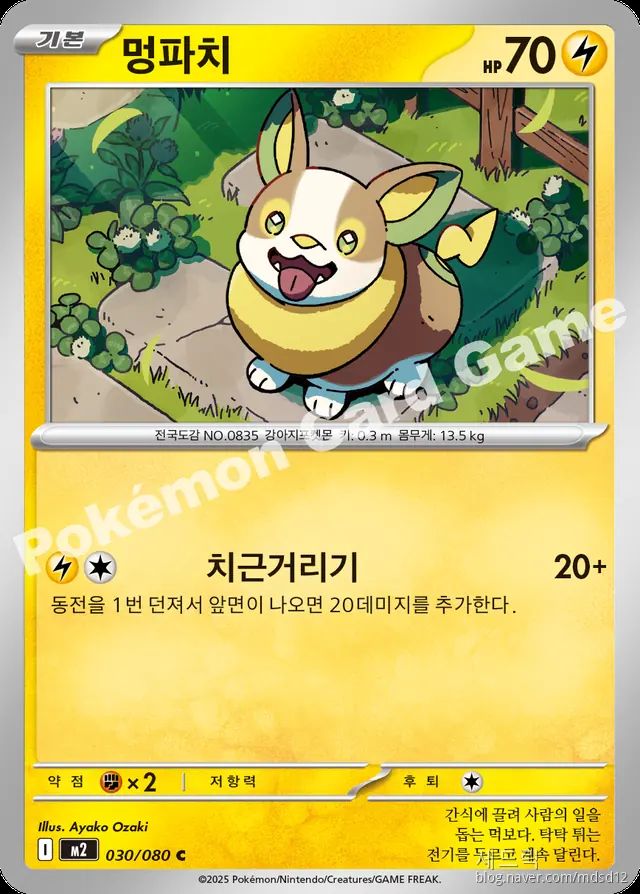 기본
멍파치
HP 70
전국도감 NO.0835 강아지포켓몬 키: 0.3 m 몸무게: 13.5 kg
Pokémon Card Game
치근거리기 20+
동전을 1번 던져서 앞면이 나오면 20데미지를 추가한다.
약점 ×2 저항력 후퇴
Illus. Ayako Ozaki
I m2 030/080 C
간식에 끌려 사람의 일을
돕는 먹보다. 탁탁 튀는
전기를 두르고 계속 달린다.
blog.naver.com/mdsd12
©2025 Pokémon/Nintendo/Creatures/GAME FREAK.